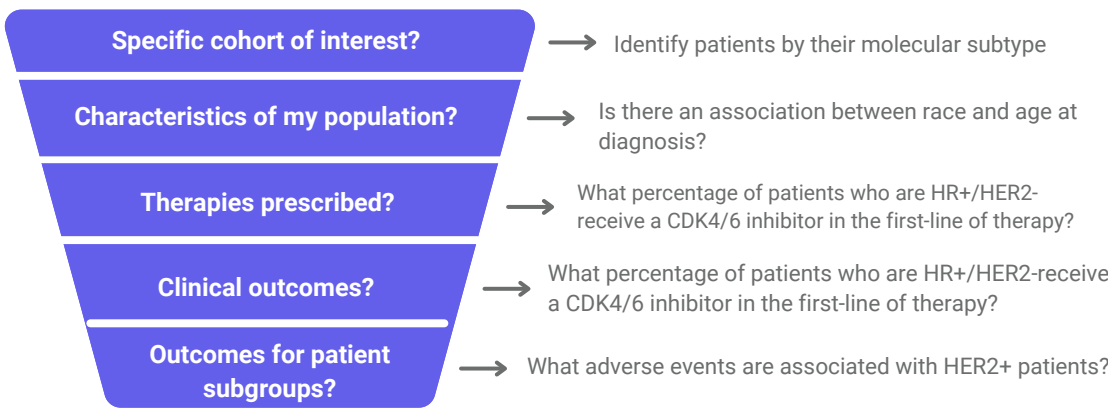 Specific cohort of interest?
Identify patients by their molecular subtype
Characteristics of my population?
Is there an association between race and age at
diagnosis?
Therapies prescribed?
What percentage of patients who are HR+/HER2-
receive a CDK4/6 inhibitor in the first-line of therapy?
Clinical outcomes?
What percentage of patients who are HR+/HER2-receive
a CDK4/6 inhibitor in the first-line of therapy?
Outcomes for patient
subgroups?
What adverse events are associated with HER2+ patients?